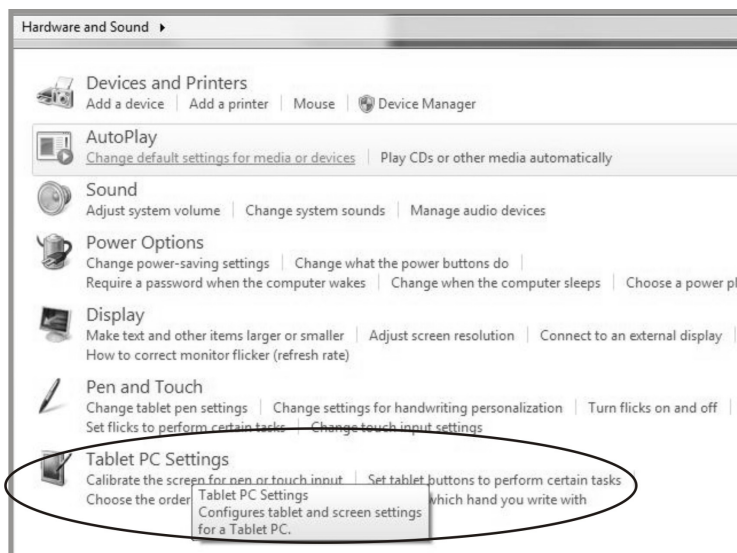 Hardware and Sound
Devices and Printers
Add a device | Add a printer | Mouse | Device Manager
AutoPlay
Change default settings for media or devices | Play CDs or other media automatically
Sound
Adjust system volume | Change system sounds | Manage audio devices
Power Options
Change power-saving settings | Change what the power buttons do |
Require a password when the computer wakes | Change when the computer sleeps | Choose a power pl
Display
Make text and other items larger or smaller | Adjust screen resolution | Connect to an external display |
How to correct monitor flicker (refresh rate)
Pen and Touch
Change tablet pen settings | Change settings for handwriting personalization | Turn flicks on and off |
Set flicks to perform certain tasks | Change touch input settings
Tablet PC Settings
Calibrate the screen for pen or touch input | Set tablet buttons to perform certain tasks |
Choose the order which hand you write with
Tablet PC Settings
Configures tablet and screen settings
for a Tablet PC.